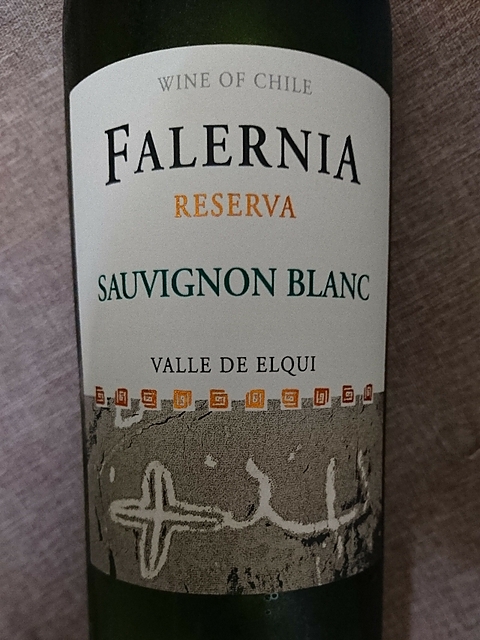 WINE OF CHILE
FALERNIA
RESERVA
SAUVIGNON BLANC
VALLE DE ELQUI